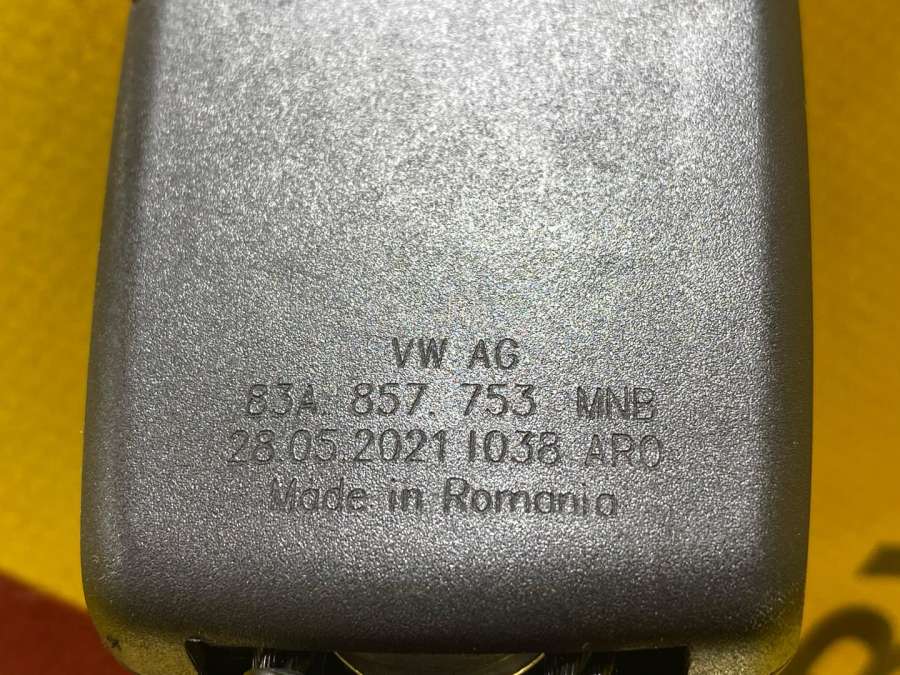 VW AG
83A. 857. 753 MNB
28.05.2021 1038 ARO
Made in Romania